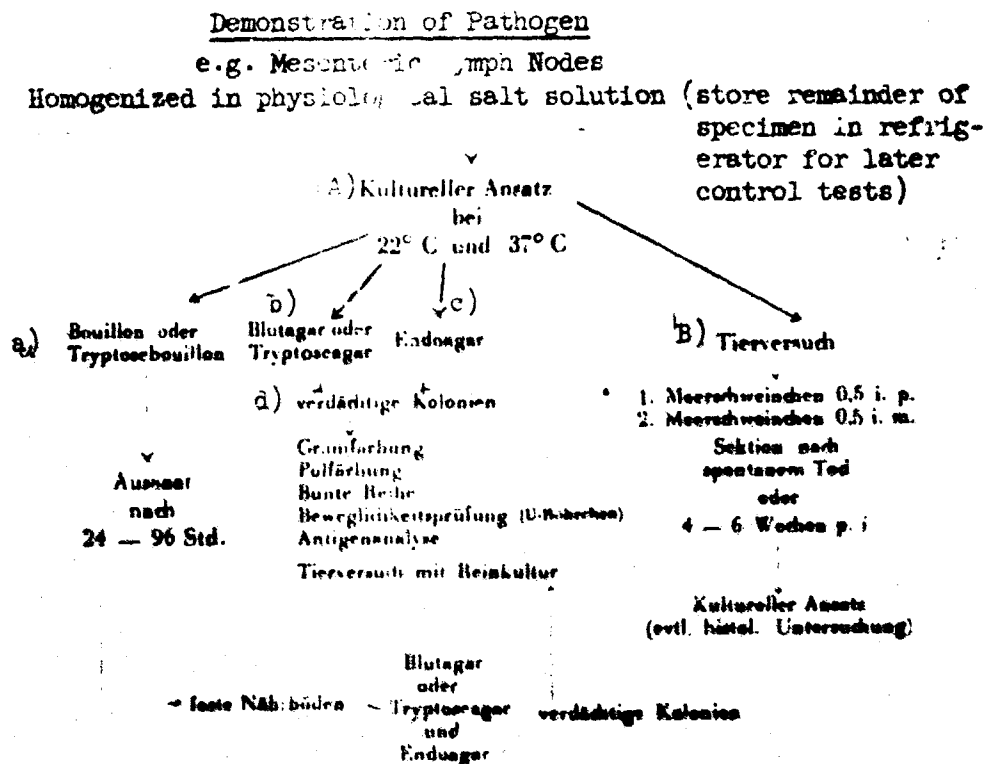 Demonstration of Pathogen
e.g. Mesenteric Lymph Nodes
Homogenized in physiological salt solution (store remainder of
specimen in refrig-
erator for later
control tests)
A) Kultureller Ansatz
bei
22° C und 37° C
a) Bouillon oder
Tryptosebouillon
b) Blutagar oder
Tryptoseagar
c) Endoagar
B) Tierversuch
d) verdächtige Kolonien
1. Meerschweinchen 0,5 i. p.
2. Meerschweinchen 0,5 i. m.
Gramfärbung
Polfärbung
Bunte Reihe
Beweglichkeitsprüfung (U-Röhrchen)
Antigenanalyse
Tierversuch mit Reinkultur
Aussaat
nach
24 — 96 Std.
Sektion nach
spontanem Tod
oder
4 — 6 Wochen p. i
Kultureller Ansatz
(evtl. histol. Untersuchung)
feste Nährböden
Blutagar
oder
Tryptoseagar
und
Endoagar
verdächtige Kolonien